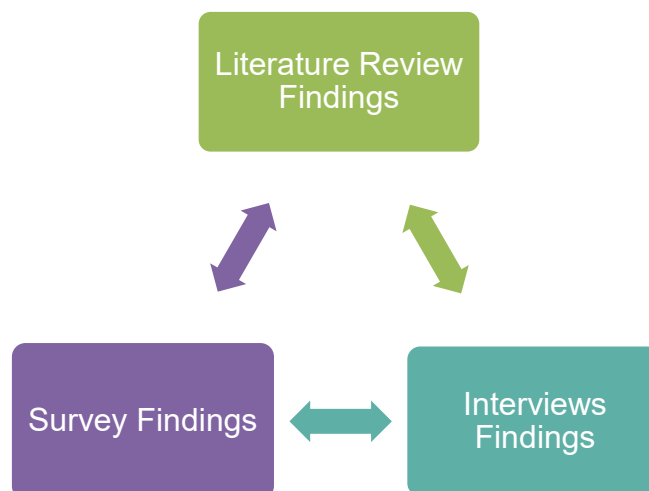 Literature Review
Findings
Survey Findings
Interviews
Findings